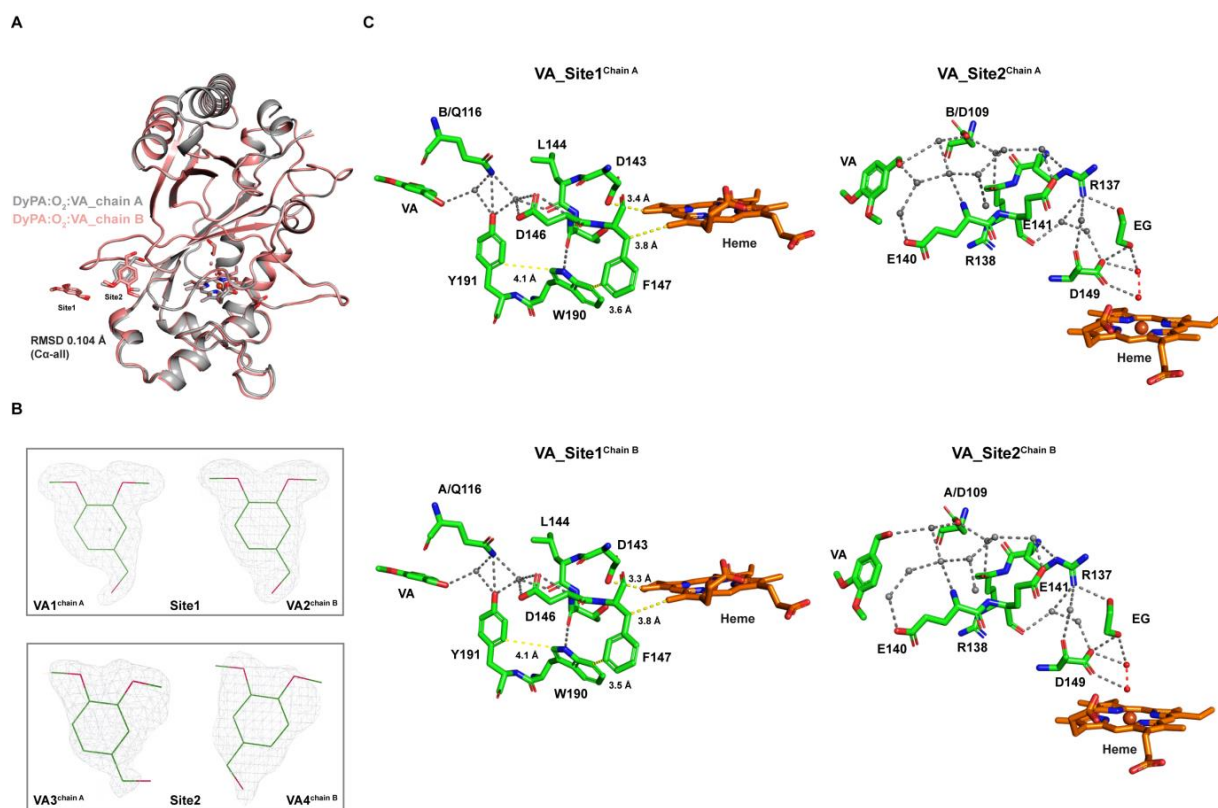 A
DyPA:O₂:VA_chain A
DyPA:O₂:VA_chain B
Site1
Site2
RMSD 0.104 Å
(Cα-all)
B
VA1ᶜʰᵃⁱⁿ ᴬ
Site1
VA2ᶜʰᵃⁱⁿ ᴮ
VA3ᶜʰᵃⁱⁿ ᴬ
Site2
VA4ᶜʰᵃⁱⁿ ᴮ
C
VA_Site1ᶜʰᵃⁱⁿ ᴬ
B/Q116
L144
D143
VA
3.4 Å
D146
3.8 Å
Heme
Y191
4.1 Å
F147
W190
3.6 Å
VA_Site2ᶜʰᵃⁱⁿ ᴬ
B/D109
VA
R137
E141
EG
E140
R138
D149
Heme
VA_Site1ᶜʰᵃⁱⁿ ᴮ
A/Q116
L144
D143
VA
3.3 Å
D146
3.8 Å
Heme
Y191
4.1 Å
F147
W190
3.5 Å
VA_Site2ᶜʰᵃⁱⁿ ᴮ
A/D109
VA
R137
E141
EG
E140
R138
D149
Heme